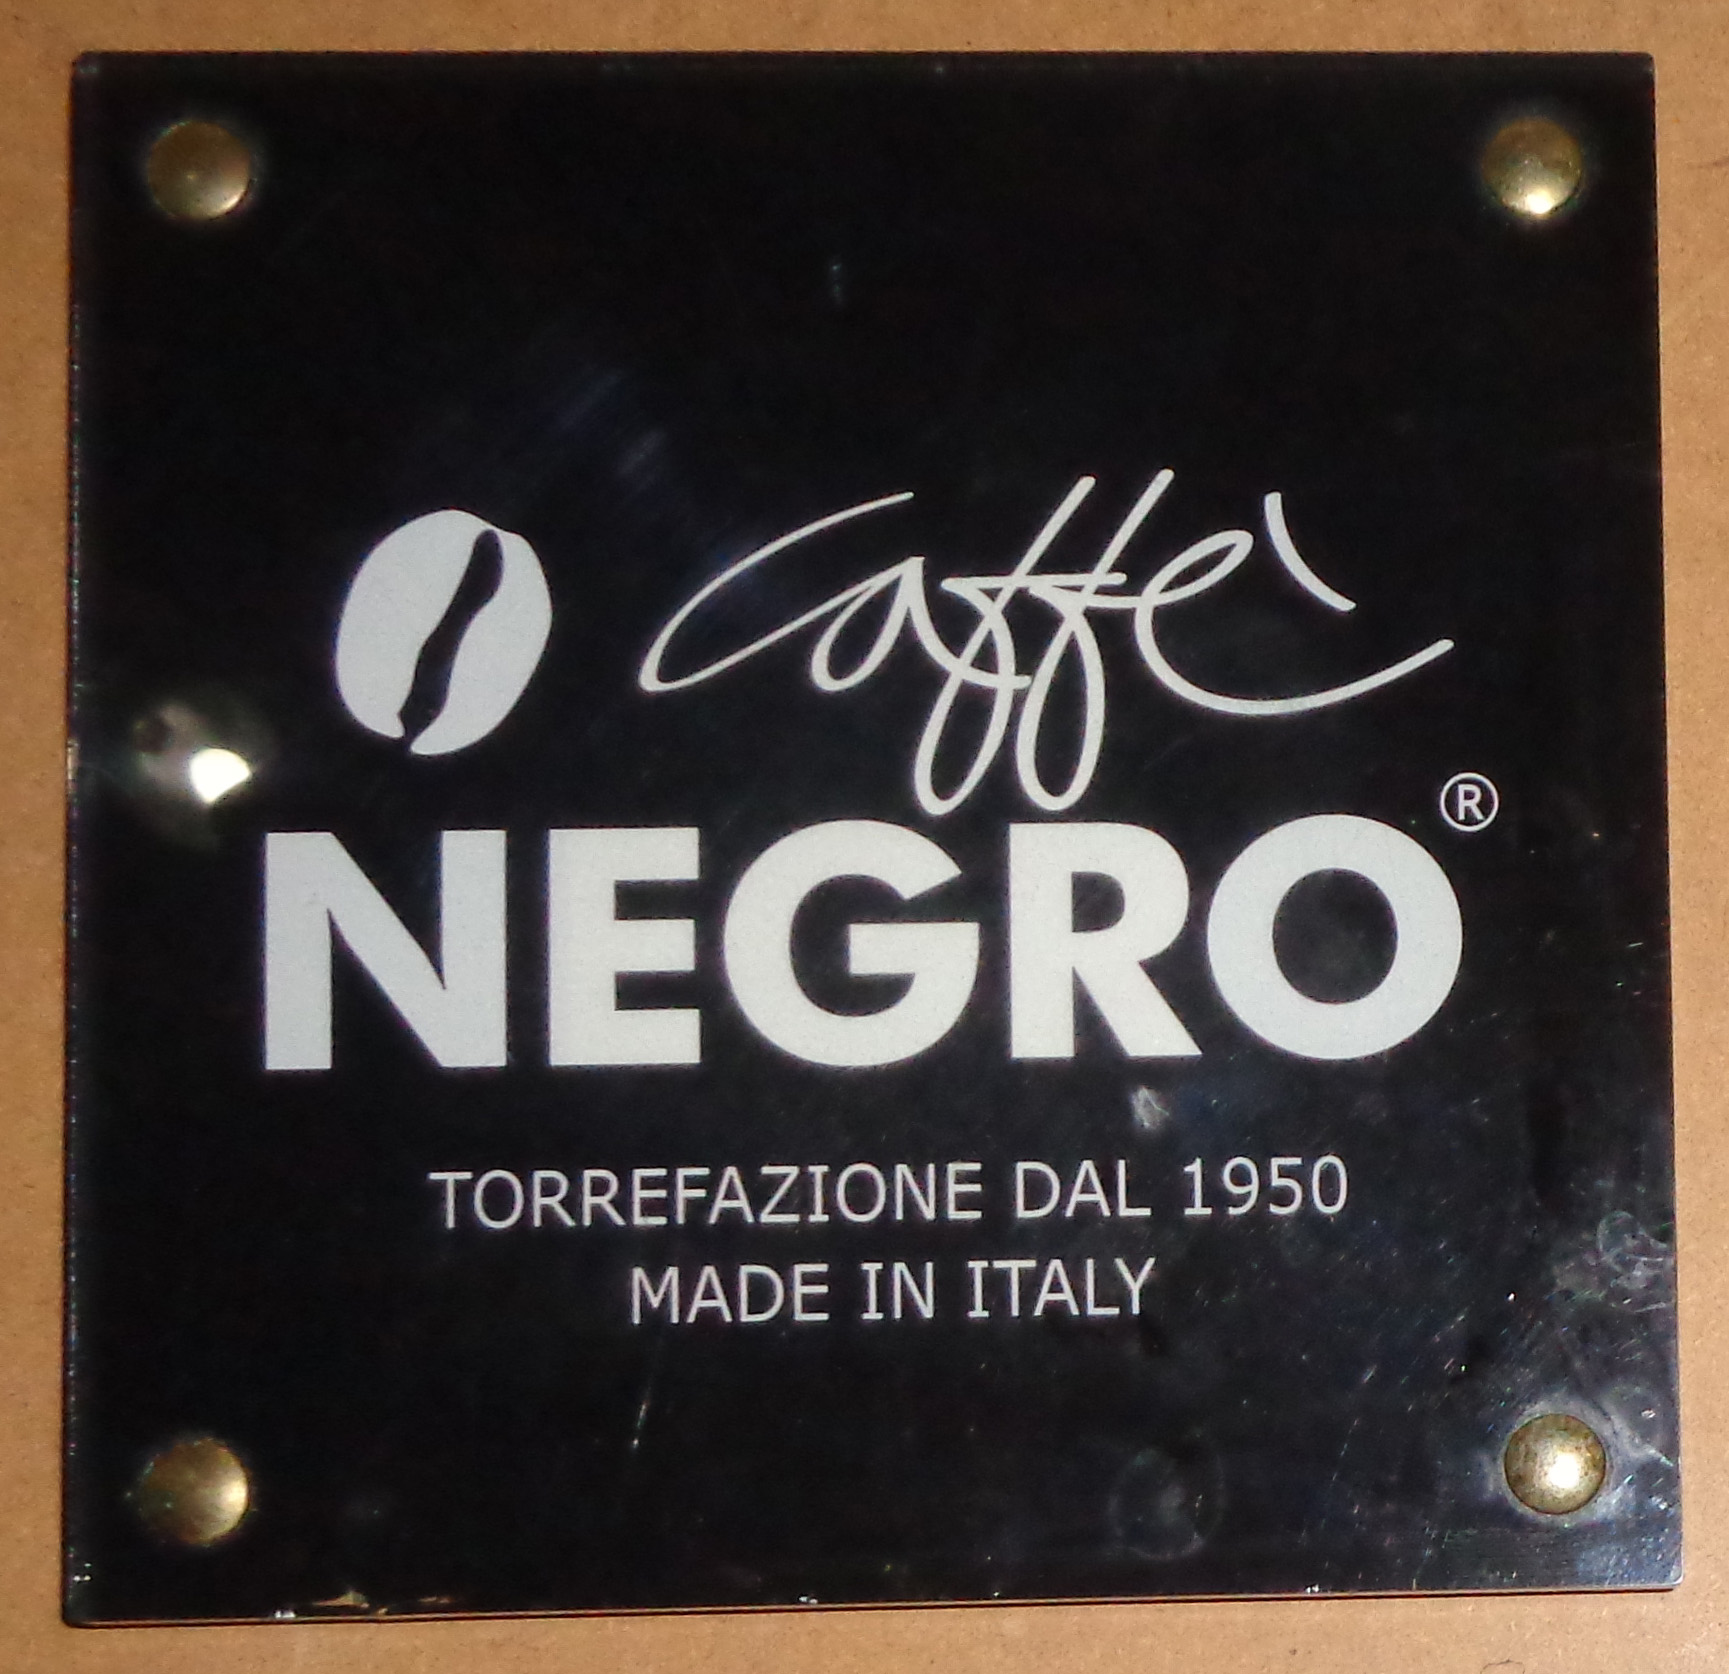 Caffè
NEGRO®
TORREFAZIONE DAL 1950
MADE IN ITALY